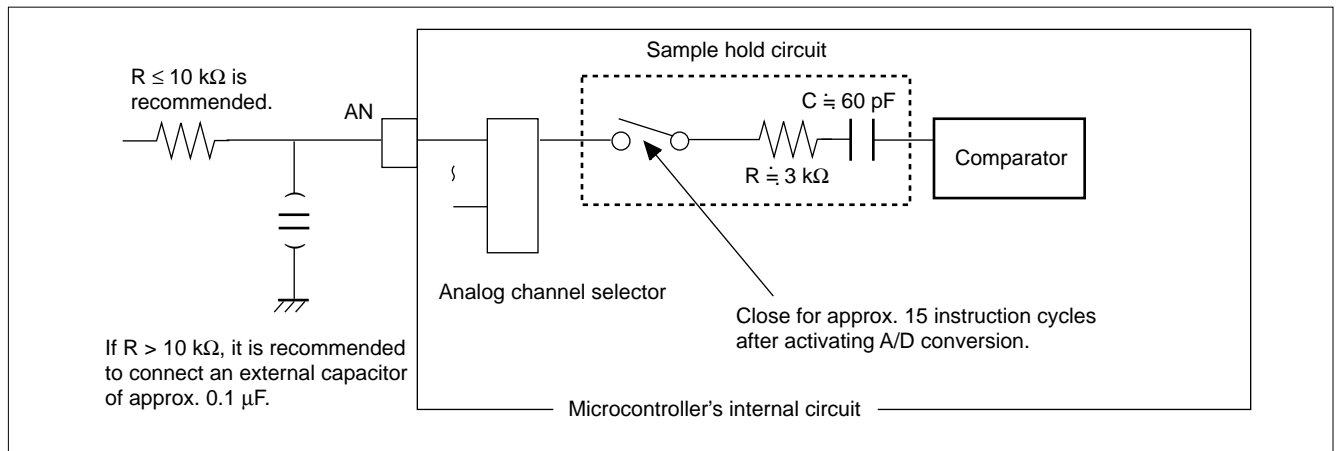 Sample hold circuit
R ≤ 10 kΩ is
recommended.
AN
C ≒ 60 pF
R ≒ 3 kΩ
Comparator
Analog channel selector
Close for approx. 15 instruction cycles
after activating A/D conversion.
If R > 10 kΩ, it is recommended
to connect an external capacitor
of approx. 0.1 µF.
Microcontroller's internal circuit